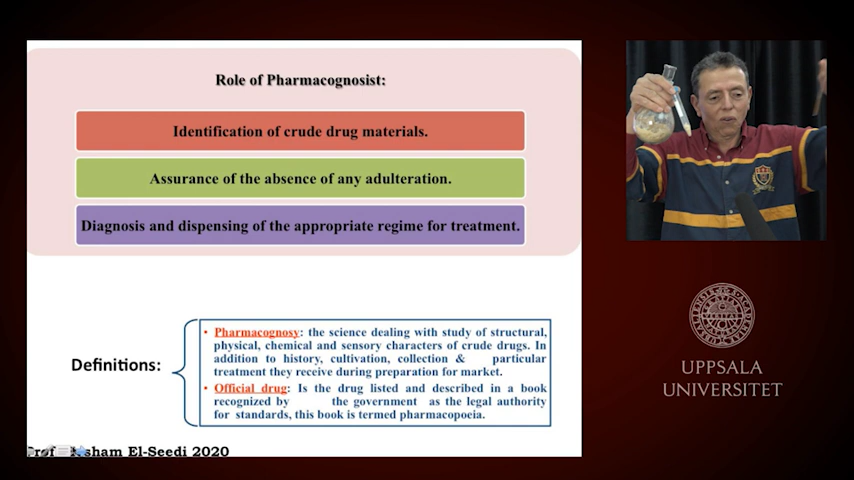 Role of Pharmacognosist:
Identification of crude drug materials.
Assurance of the absence of any adulteration.
Diagnosis and dispensing of the appropriate regime for treatment.
Definitions:
• Pharmacognosy: the science dealing with study of structural,
physical, chemical and sensory characters of crude drugs. In
addition to history, cultivation, collection & particular
treatment they receive during preparation for market.
• Official drug: Is the drug listed and described in a book
recognized by the government as the legal authority
for standards, this book is termed pharmacopoeia.
El-Seedi 2020
UPPSALA
UNIVERSITET